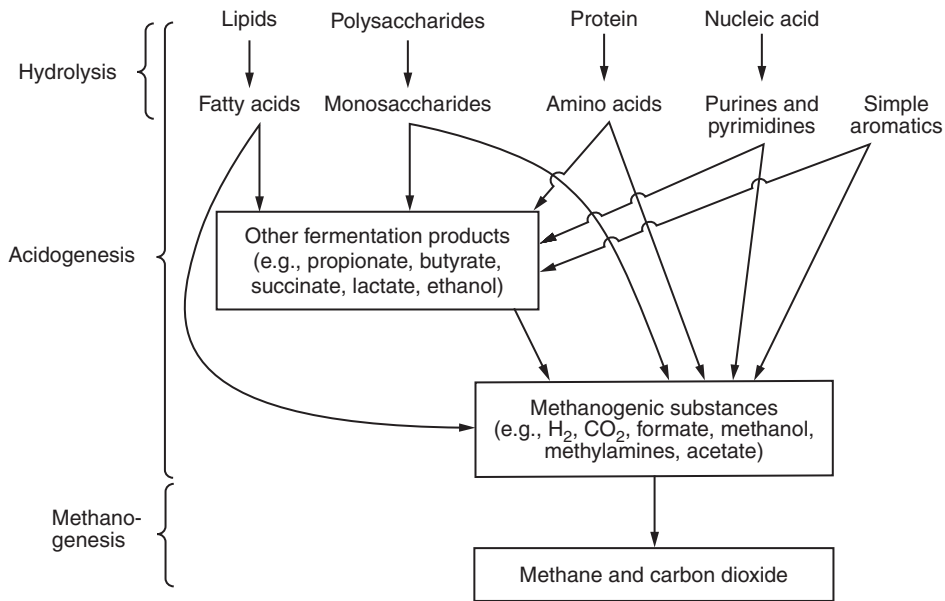 Lipids
Polysaccharides
Protein
Nucleic acid
Hydrolysis
Fatty acids
Monosaccharides
Amino acids
Purines and
pyrimidines
Simple
aromatics
Acidogenesis
Other fermentation products
(e.g., propionate, butyrate,
succinate, lactate, ethanol)
Methanogenic substances
(e.g., H₂, CO₂, formate, methanol,
methylamines, acetate)
Methano-
genesis
Methane and carbon dioxide